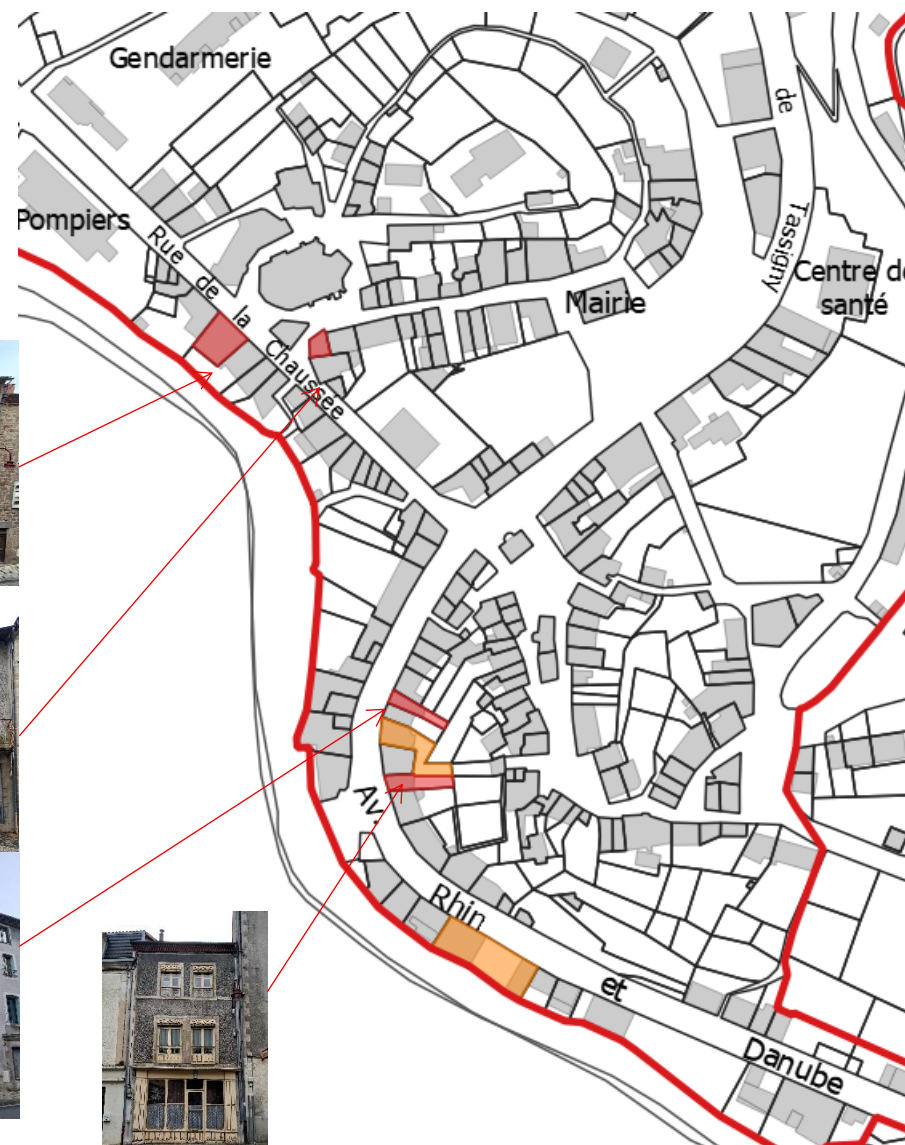 Gendarmerie
de
Pompiers
Tassigny
Rue de la Chaussée
Centre de
santé
Mairie
Av.
Rhin et Danube